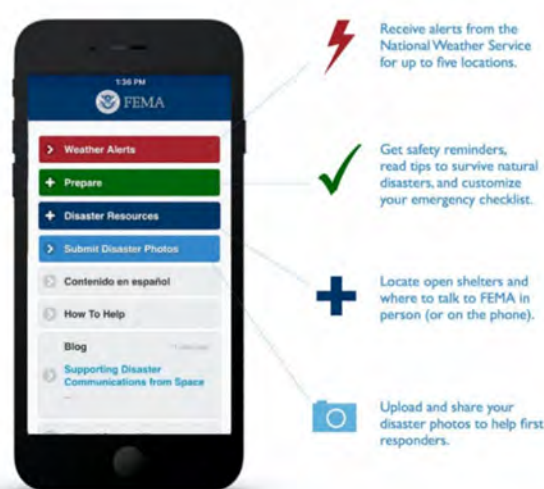 1:36 PM
FEMA
Weather Alerts
Prepare
Disaster Resources
Submit Disaster Photos
Contenido en español
How To Help
Blog
Supporting Disaster
Communications from Space
...
Receive alerts from the
National Weather Service
for up to five locations.
Get safety reminders,
read tips to survive natural
disasters, and customize
your emergency checklist.
Locate open shelters and
where to talk to FEMA in
person (or on the phone).
Upload and share your
disaster photos to help first
responders.